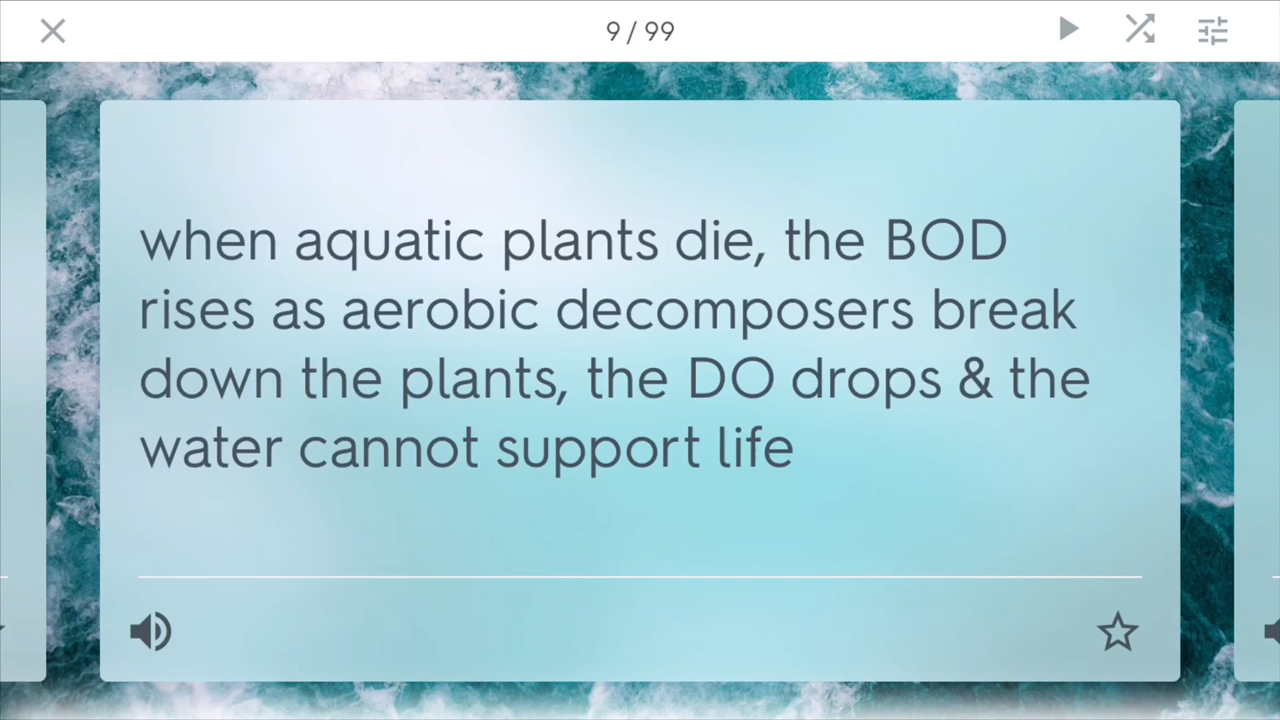 9 / 99
when aquatic plants die, the BOD
rises as aerobic decomposers break
down the plants, the DO drops & the
water cannot support life